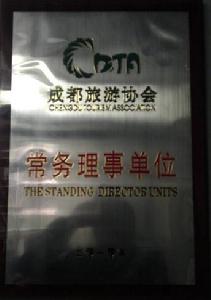 CDTA
成都旅游协会
CHENGDU TOURISM ASSOCIATION
常务理事单位
THE STANDING DIRECTOR UNITS